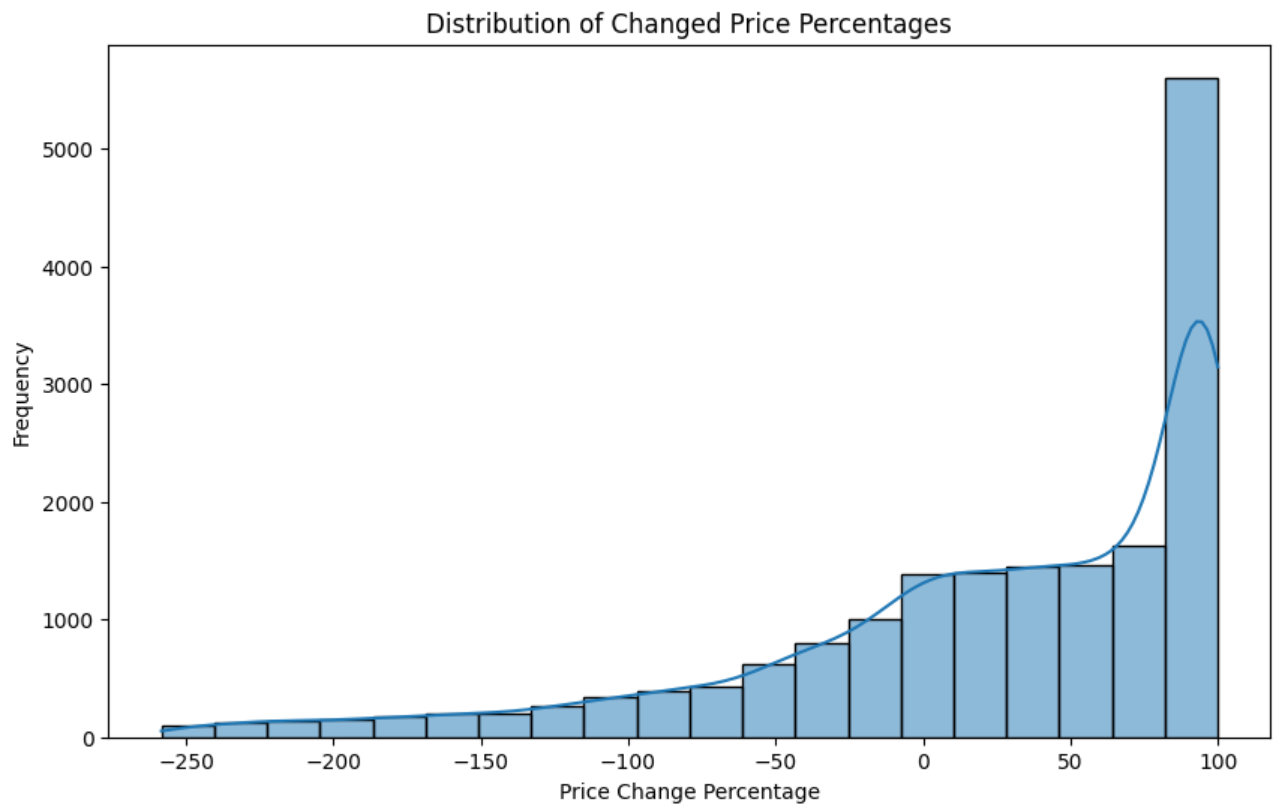 Distribution of Changed Price Percentages
5000
4000
3000
2000
1000
0
Frequency
−250 −200 −150 −100 −50 0 50 100
Price Change Percentage